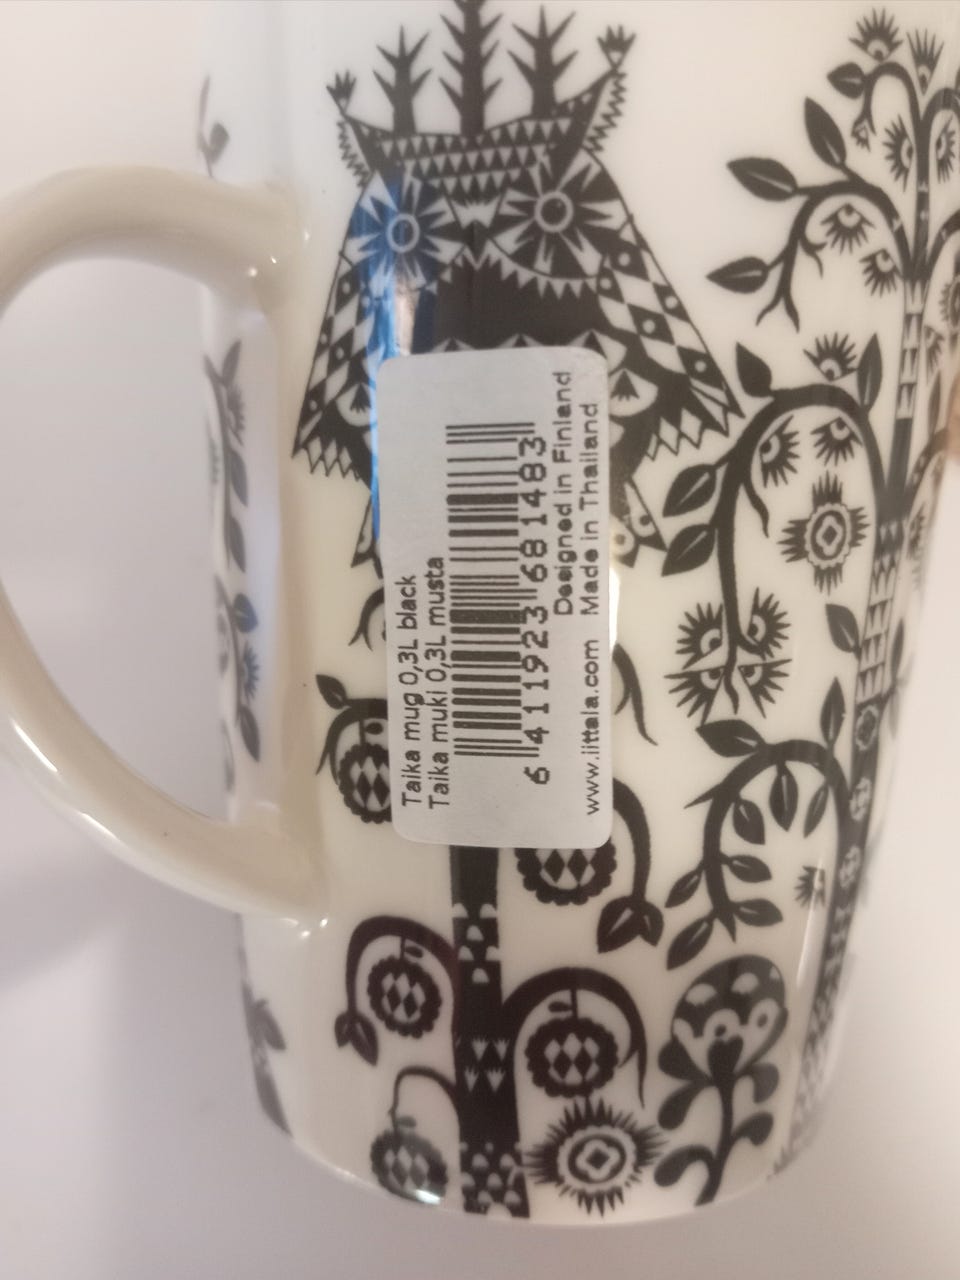 Taika mug 0,3L black
Taika muki 0,3L musta
6 411923 681483
Designed in Finland
www.iittala.com Made in Thailand